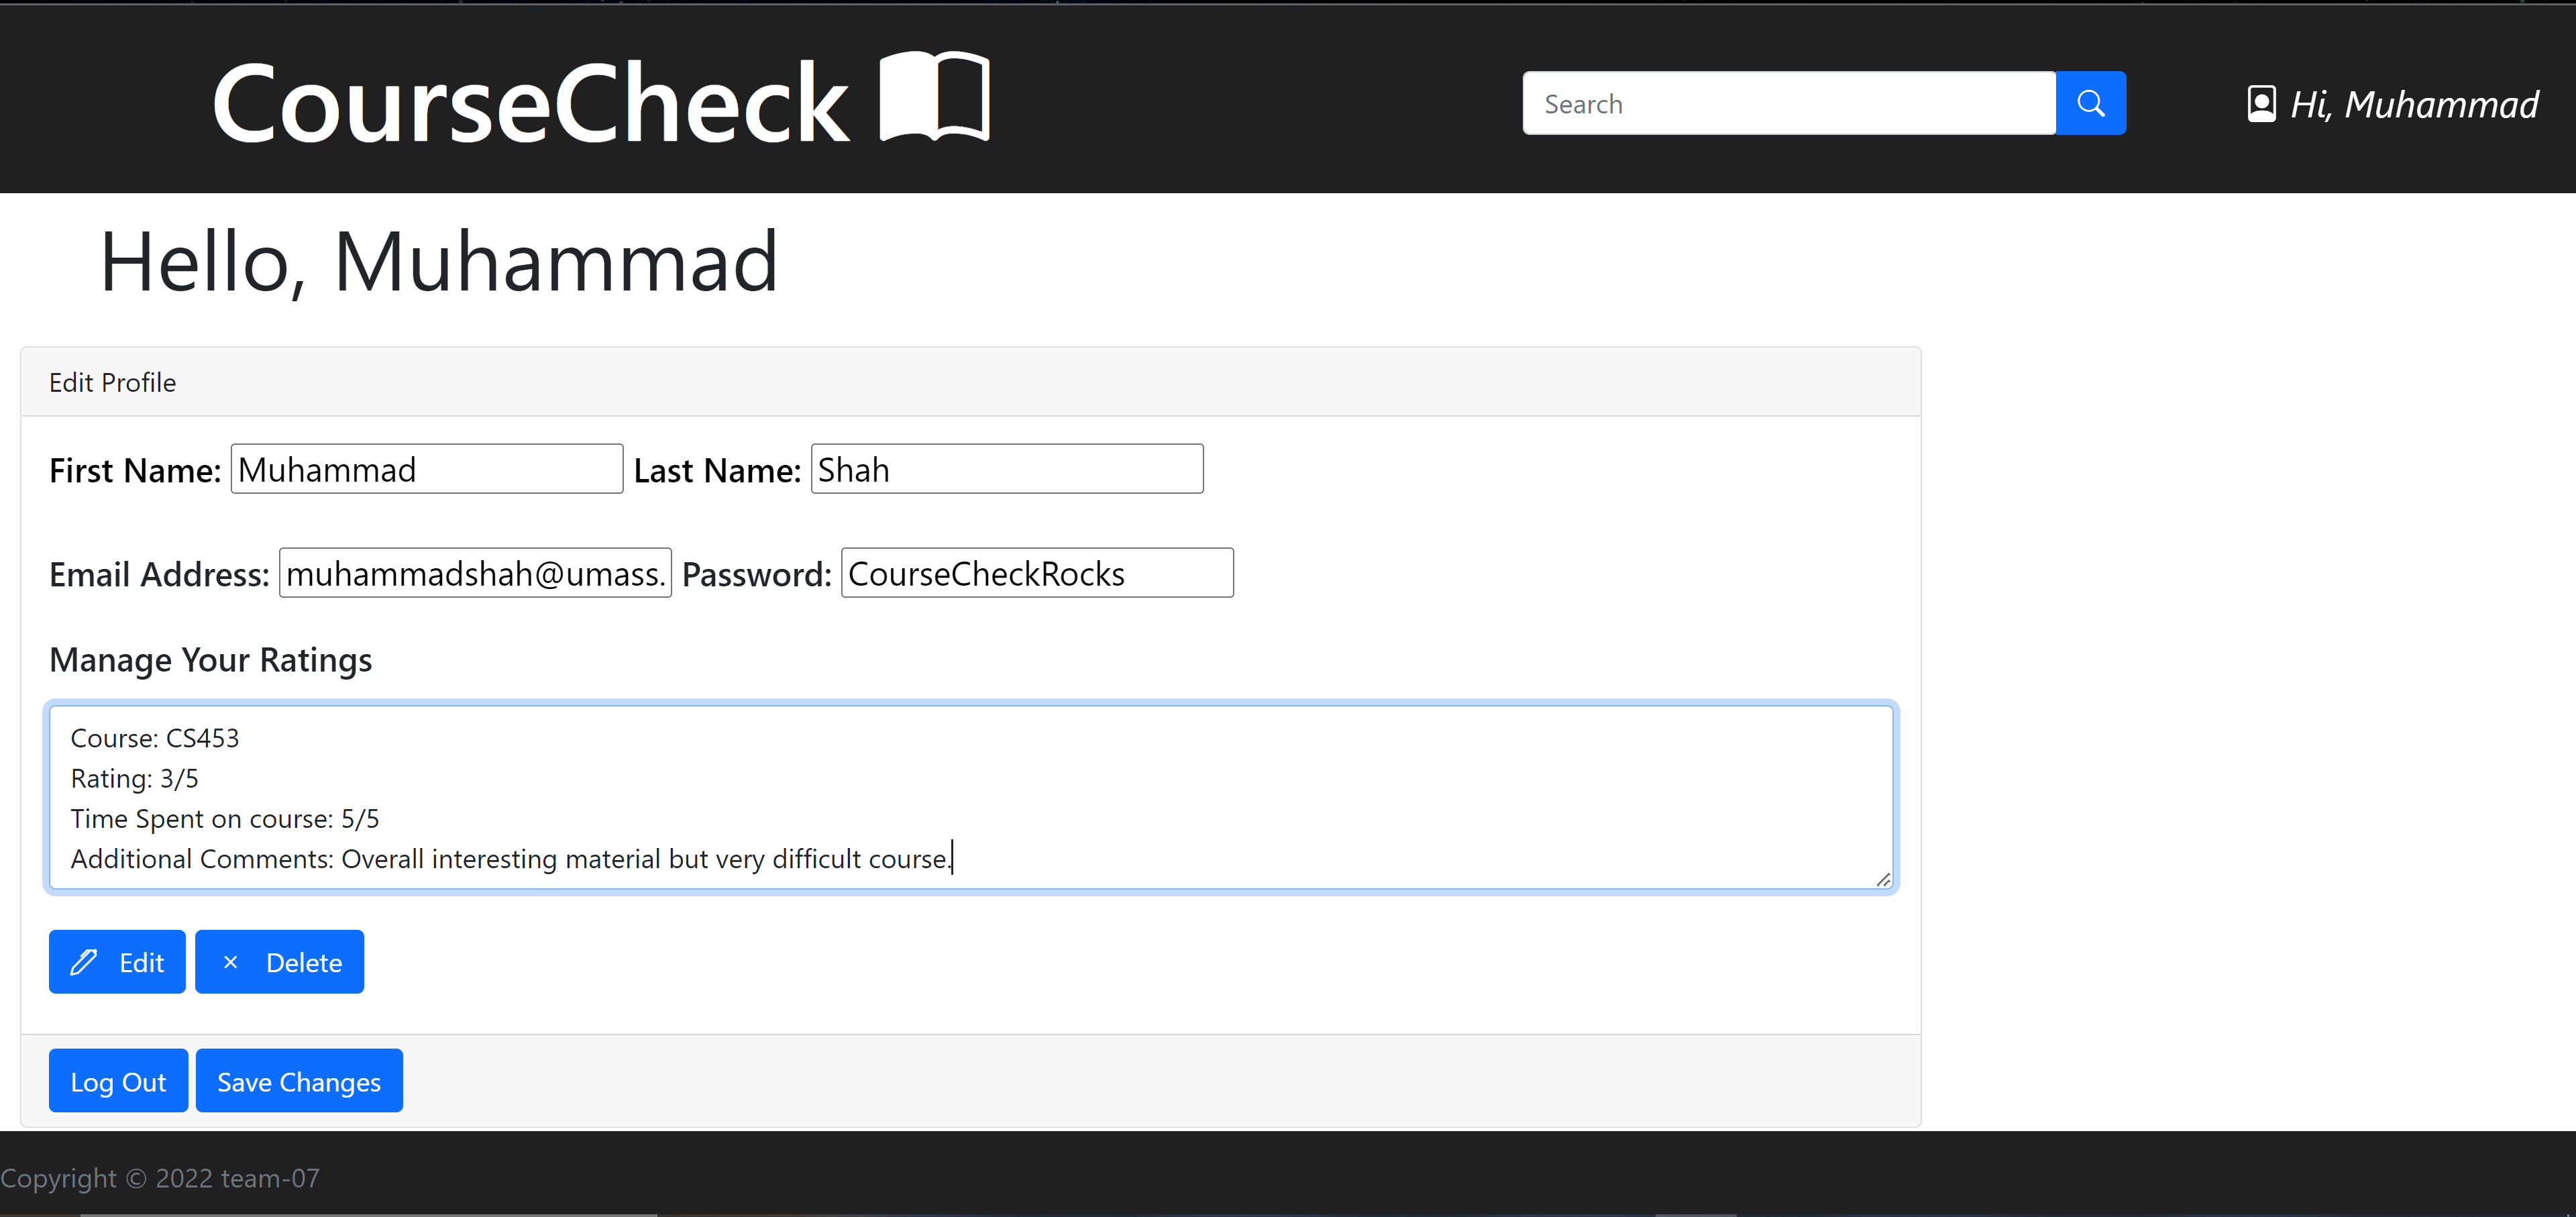 CourseCheck
Search
Hi, Muhammad
Hello, Muhammad
Edit Profile
First Name: Muhammad Last Name: Shah
Email Address: muhammadshah@umass. Password: CourseCheckRocks
Manage Your Ratings
Course: CS453
Rating: 3/5
Time Spent on course: 5/5
Additional Comments: Overall interesting material but very difficult course.
Edit × Delete
Log Out Save Changes
Copyright © 2022 team-07